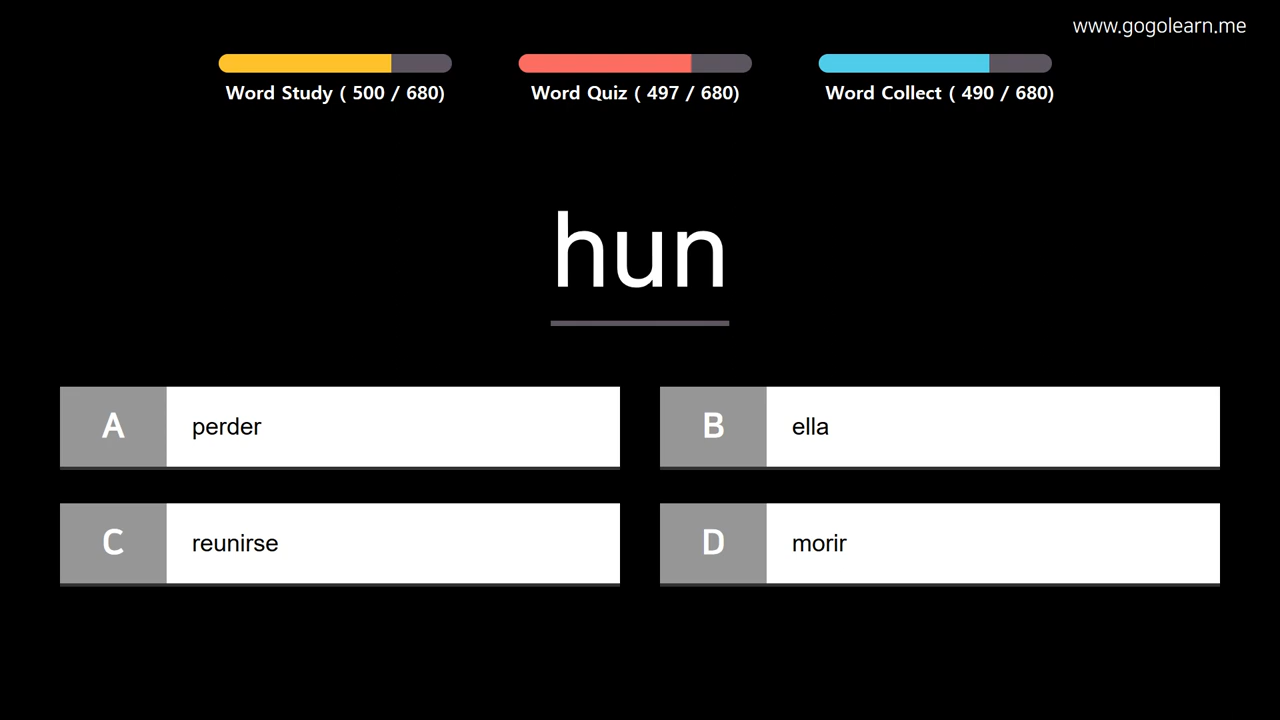 www.gogolearn.me
Word Study ( 500 / 680)
Word Quiz ( 497 / 680)
Word Collect ( 490 / 680)
hun
A perder
B ella
C reunirse
D morir